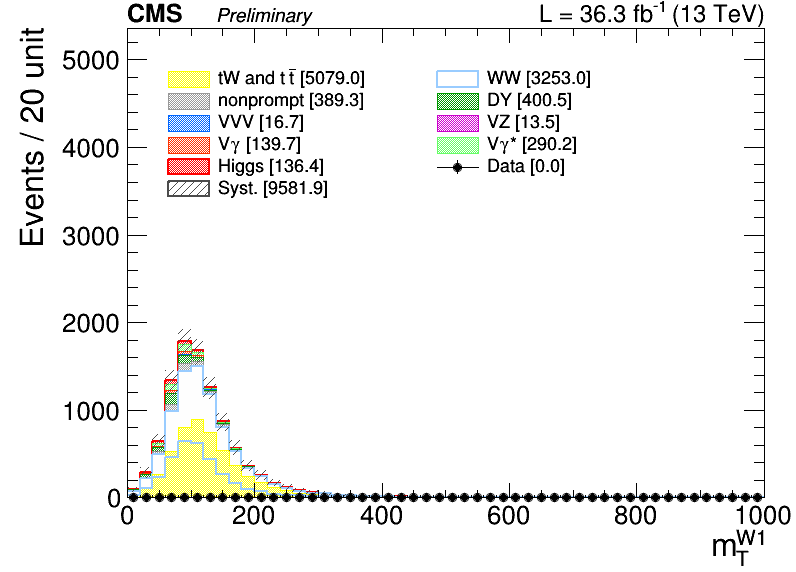 CMS Preliminary L = 36.3 fb⁻¹ (13 TeV)
Events / 20 unit
5000
4000
3000
2000
1000
0
tW and tt̄ [5079.0]
nonprompt [389.3]
VVV [16.7]
Vγ [139.7]
Higgs [136.4]
Syst. [9581.9]
WW [3253.0]
DY [400.5]
VZ [13.5]
Vγ* [290.2]
Data [0.0]
0 200 400 600 800 1000
m_T^W1